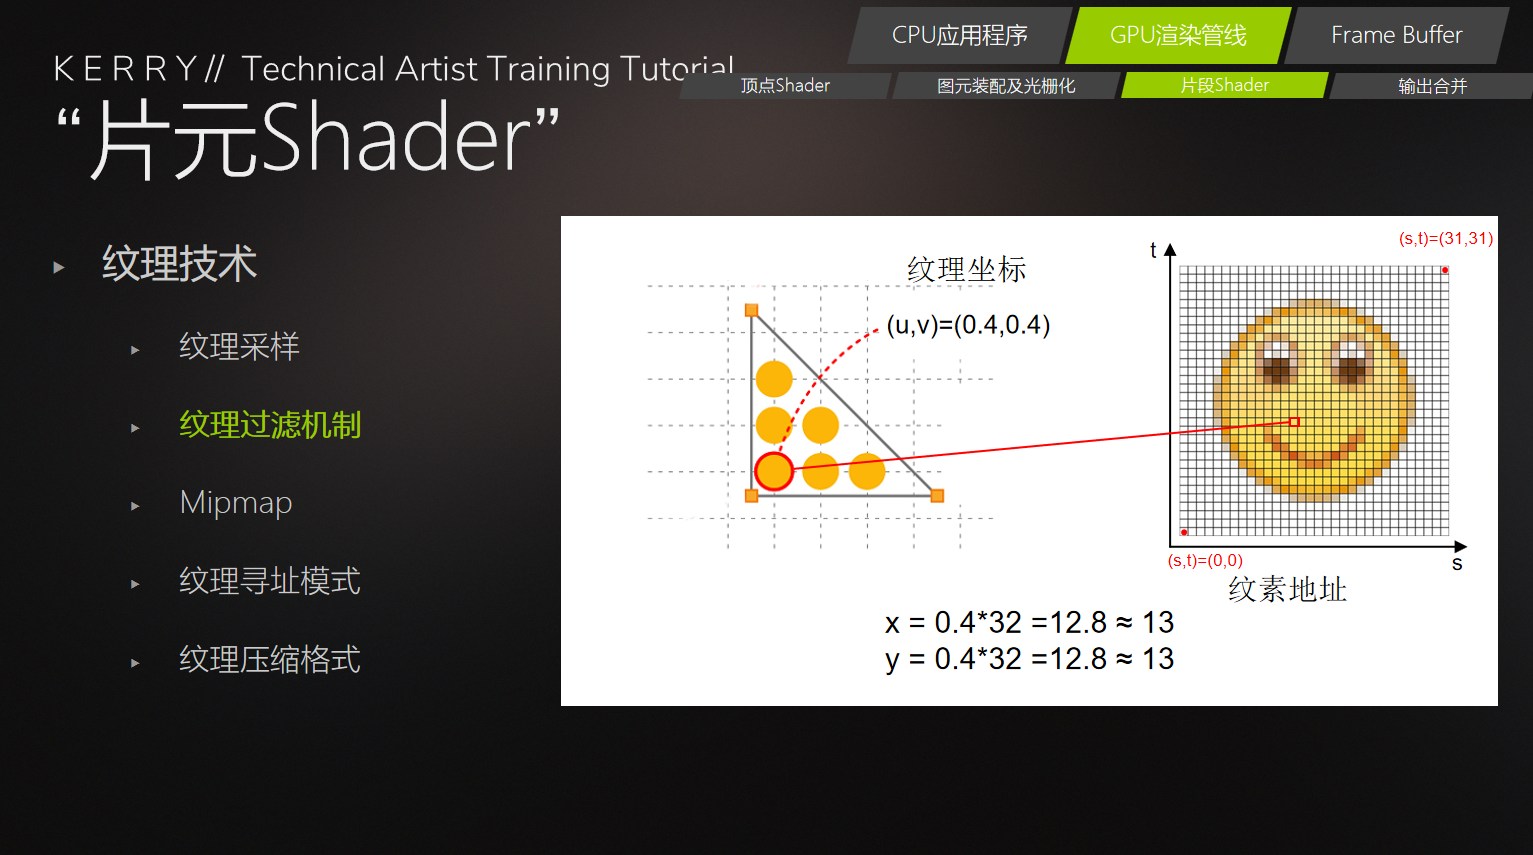 CPU应用程序
GPU渲染管线
Frame Buffer
KERRY// Technical Artist Training Tutorial
顶点Shader
图元装配及光栅化
片段Shader
输出合并
“片元Shader”
纹理技术
纹理采样
纹理过滤机制
Mipmap
纹理寻址模式
纹理压缩格式
纹理坐标
(u,v)=(0.4,0.4)
t
(s,t)=(31,31)
(s,t)=(0,0)
s
纹素地址
x = 0.4*32 =12.8 ≈ 13
y = 0.4*32 =12.8 ≈ 13